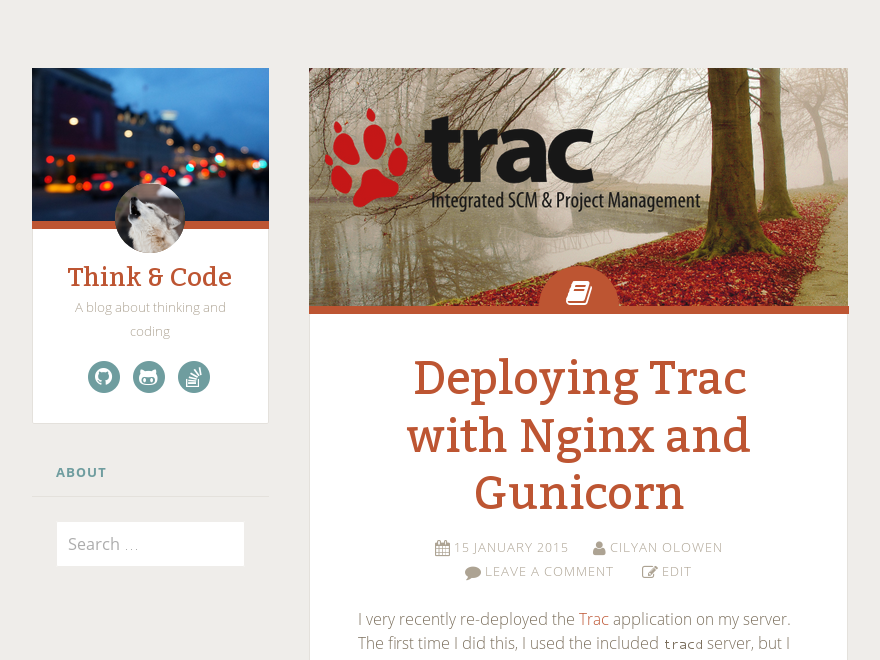 Think & Code
A blog about thinking and
coding
ABOUT
Search ...
trac
Integrated SCM & Project Management
Deploying Trac
with Nginx and
Gunicorn
15 JANUARY 2015 CILYAN OLOWEN
LEAVE A COMMENT EDIT
I very recently re-deployed the Trac application on my server.
The first time I did this, I used the included tracd server, but I